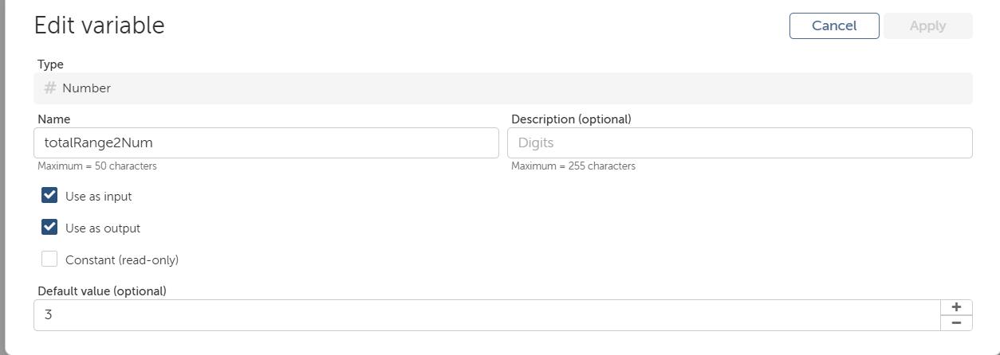 Edit variable
Cancel
Apply
Type
# Number
Name
Description (optional)
totalRange2Num
Digits
Maximum = 50 characters
Maximum = 255 characters
Use as input
Use as output
Constant (read-only)
Default value (optional)
3